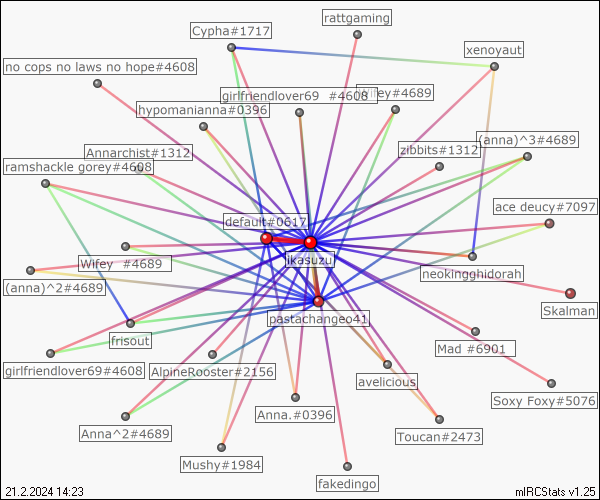 rattgaming
Cypha#1717
xenoyaut
no cops no laws no hope#4608
girlfriendlover69 #4608
#4689
hypomanianna#0396
(anna)^3#4689
zibbits#1312
Annarchist#1312
ramshackle gorey#4608
ace deucy#7097
default#0617
ikasuzu
Wifey #4689
neokingghidorah
(anna)^2#4689
Skalman
pastachangeo41
frisout
Mad #6901
girlfriendlover69#4608
AlpineRooster#2156
avelicious
Soxy Foxy#5076
Anna.#0396
Anna^2#4689
Toucan#2473
Mushy#1984
fakedingo
21.2.2024 14:23
mIRCStats v1.25